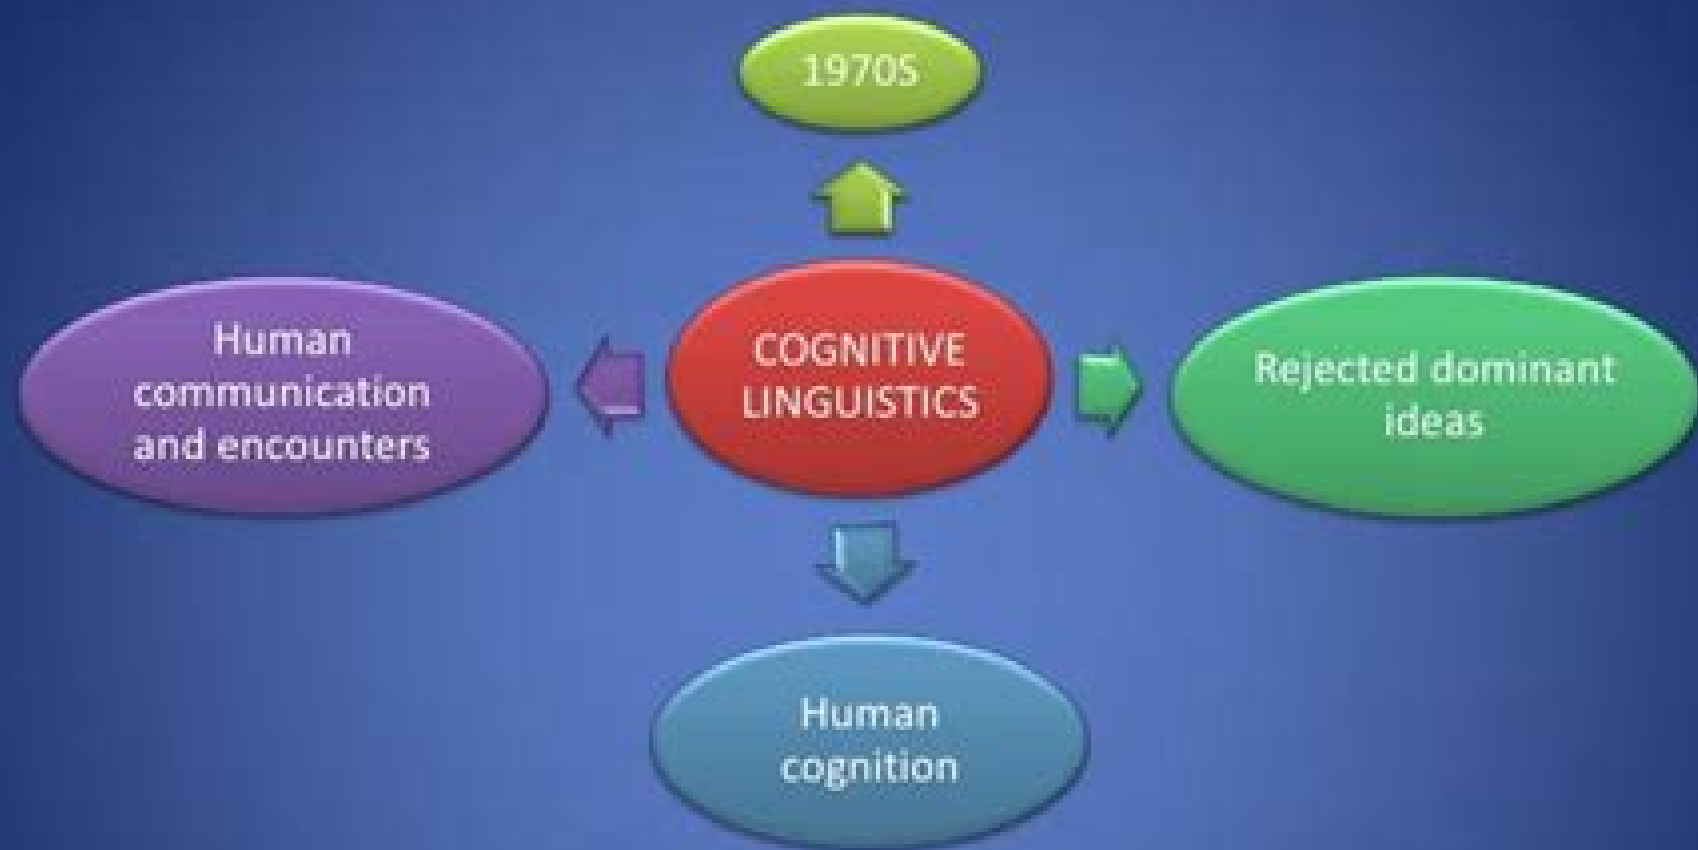 1970S
Human
communication
and encounters
COGNITIVE
LINGUISTICS
Rejected dominant
ideas
Human
cognition